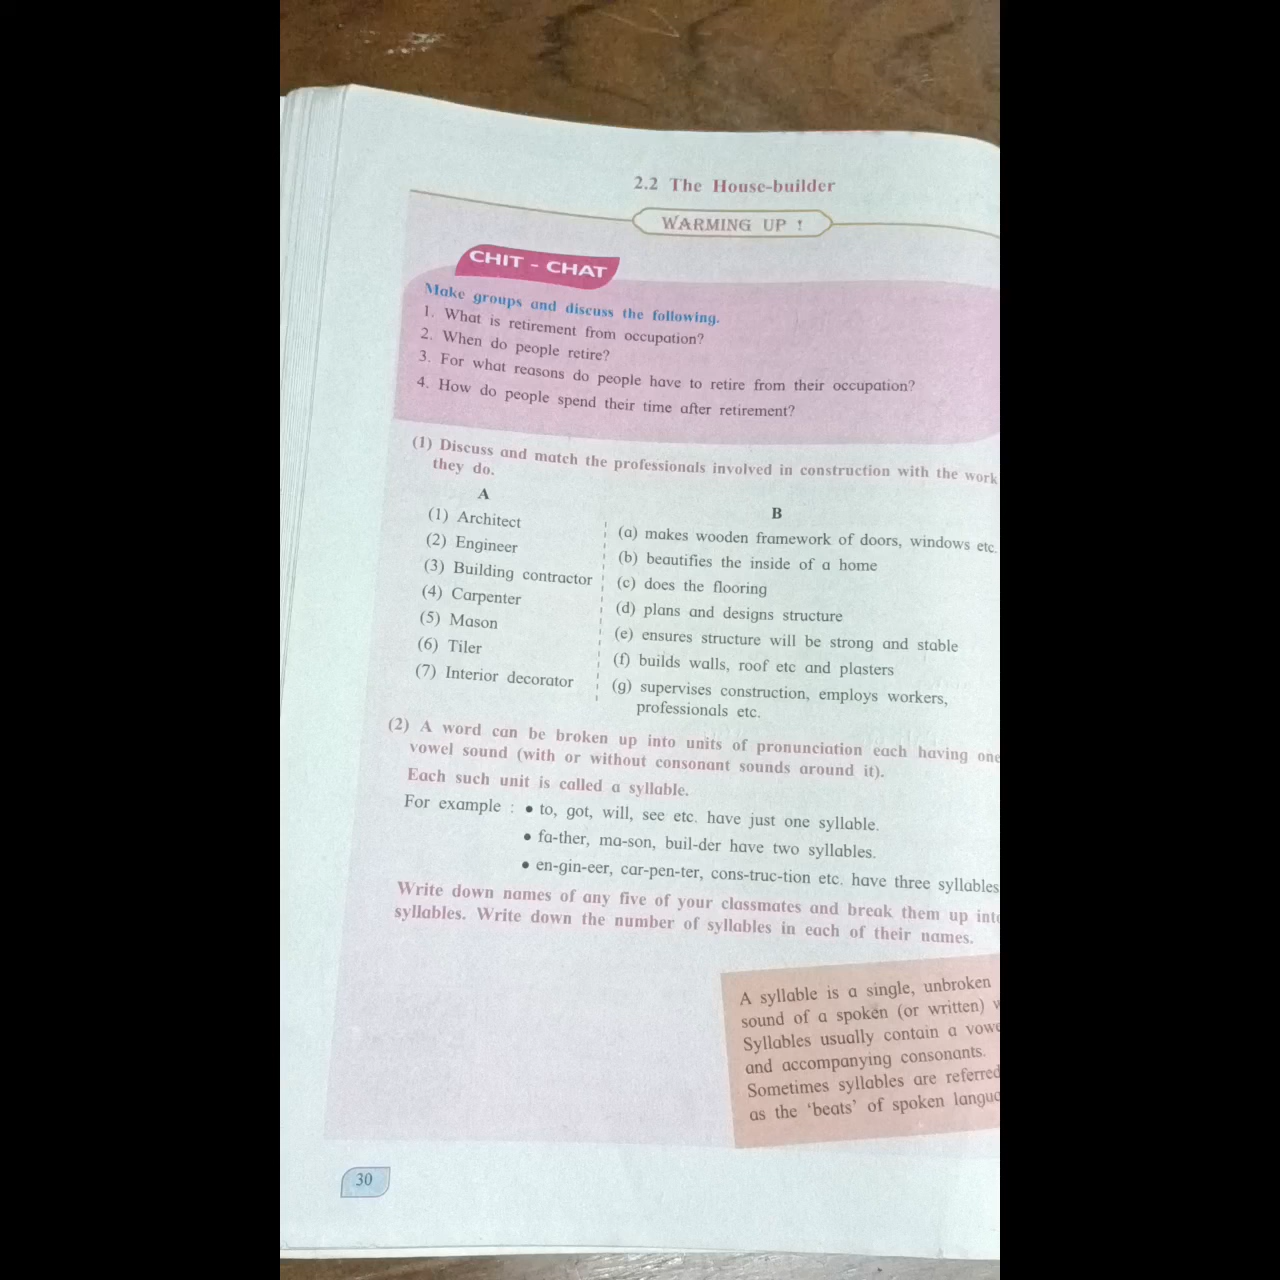 2.2 The House-builder
WARMING UP !
CHIT - CHAT
Make groups and discuss the following.
1. What is retirement from occupation?
2. When do people retire?
3. For what reasons do people have to retire from their occupation?
4. How do people spend their time after retirement?
(1) Discuss and match the professionals involved in construction with the work
they do.
A
(1) Architect
(2) Engineer
(3) Building contractor
(4) Carpenter
(5) Mason
(6) Tiler
(7) Interior decorator
B
(a) makes wooden framework of doors, windows etc.
(b) beautifies the inside of a home
(c) does the flooring
(d) plans and designs structure
(e) ensures structure will be strong and stable
(f) builds walls, roof etc and plasters
(g) supervises construction, employs workers,
professionals etc.
(2) A word can be broken up into units of pronunciation each having one
vowel sound (with or without consonant sounds around it).
Each such unit is called a syllable.
For example : • to, got, will, see etc. have just one syllable.
• fa-ther, ma-son, buil-der have two syllables.
• en-gin-eer, car-pen-ter, cons-truc-tion etc. have three syllables
Write down names of any five of your classmates and break them up into
syllables. Write down the number of syllables in each of their names.
A syllable is a single, unbroken
sound of a spoken (or written)
Syllables usually contain a
and accompanying consonants.
Sometimes syllables are referred
as the 'beats' of spoken
30